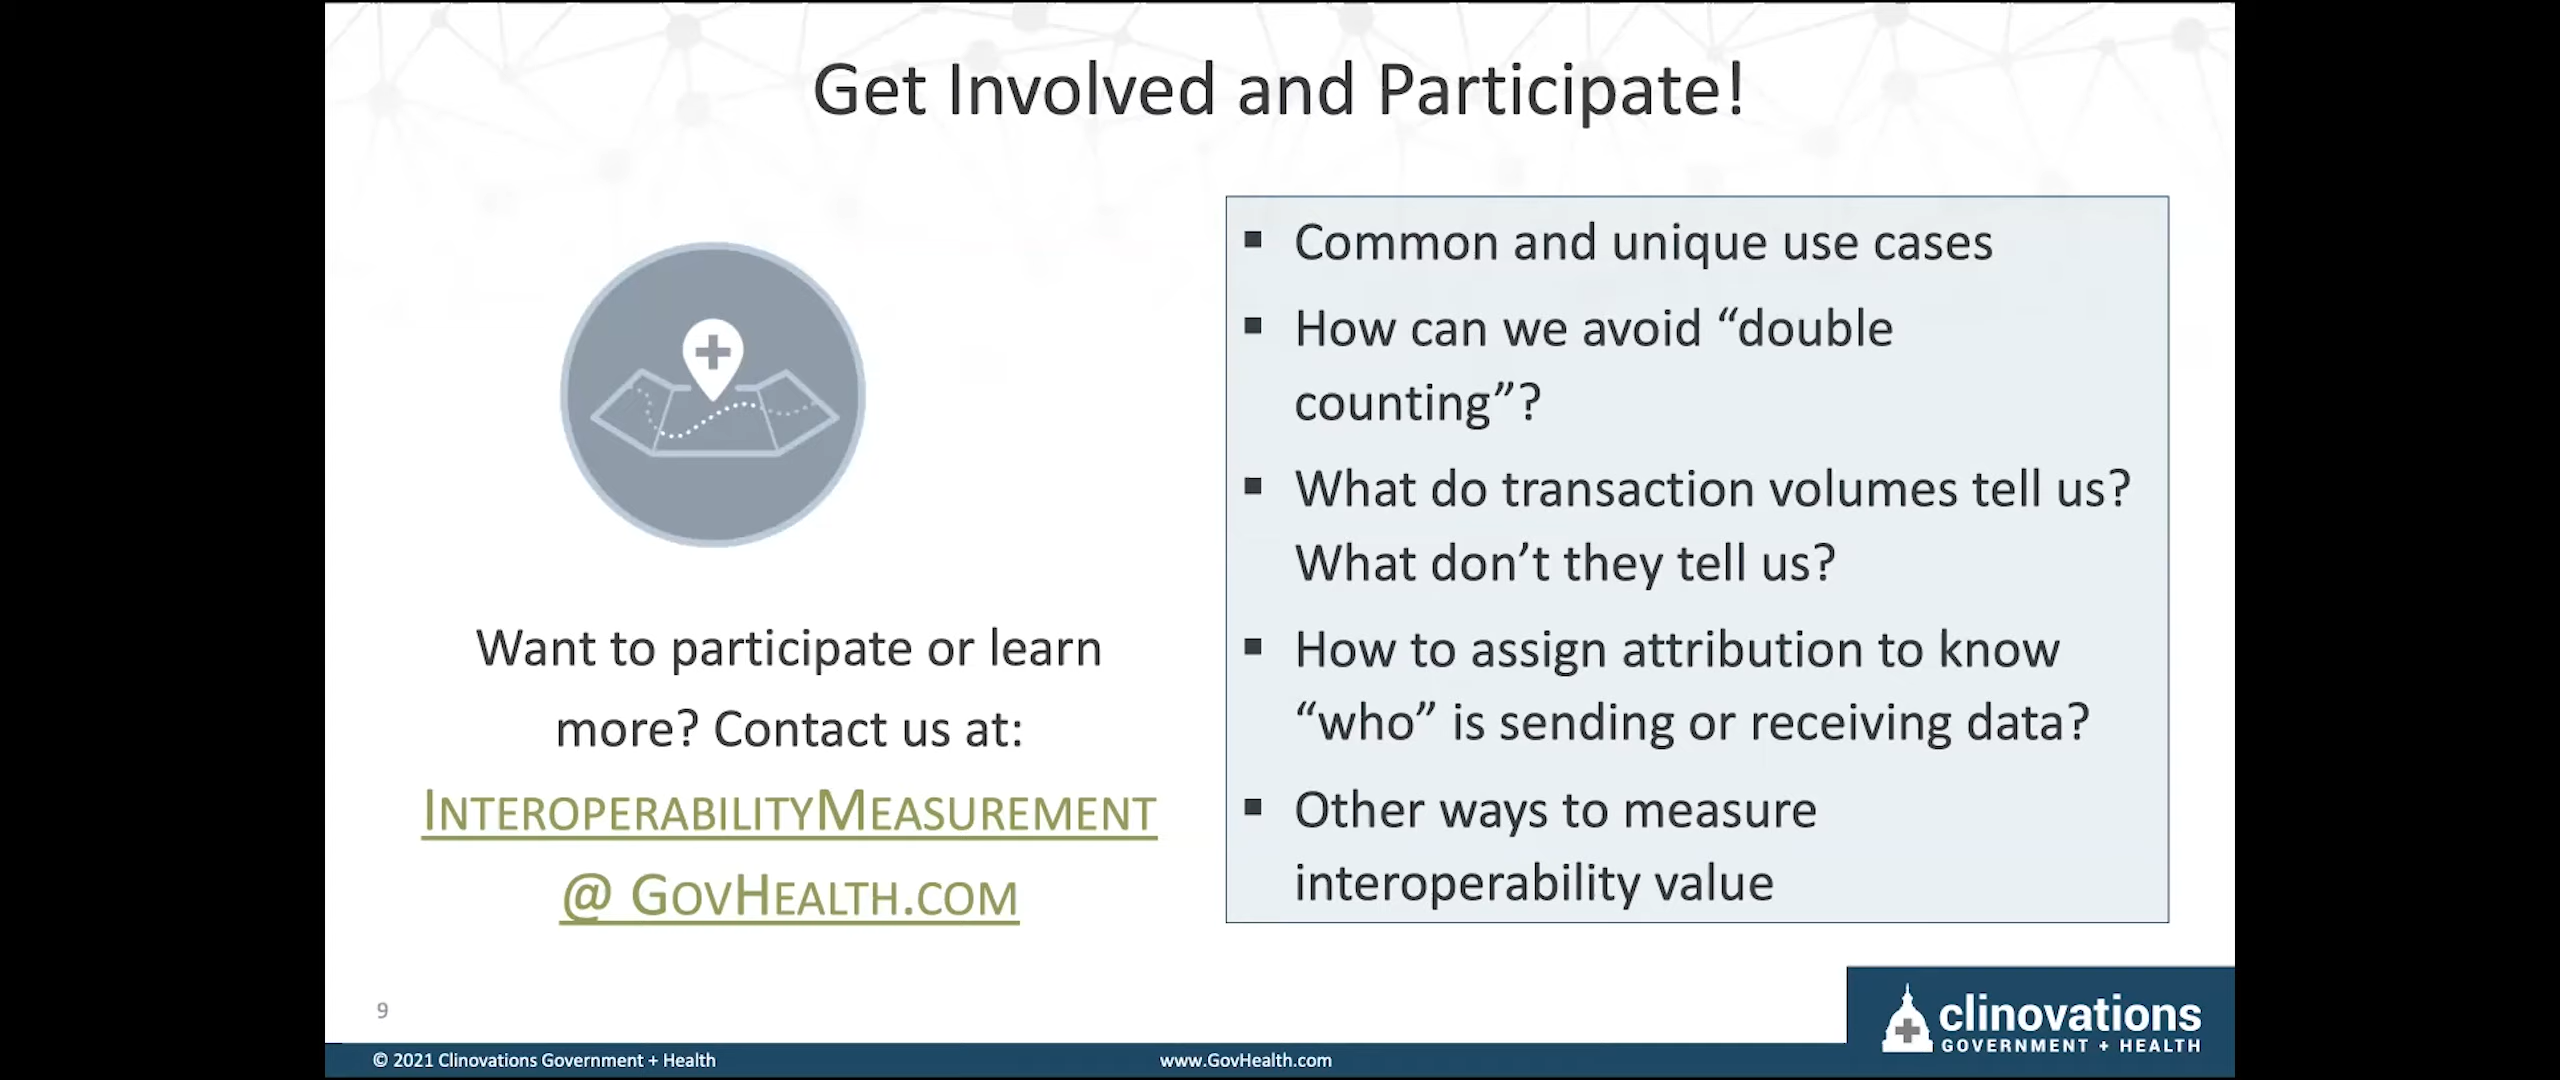 Get Involved and Participate!
Want to participate or learn
more? Contact us at:
INTEROPERABILITYMEASUREMENT
@ GOVHEALTH.COM
▪ Common and unique use cases
▪ How can we avoid “double
counting”?
▪ What do transaction volumes tell us?
What don’t they tell us?
▪ How to assign attribution to know
“who” is sending or receiving data?
▪ Other ways to measure
interoperability value
9
clinovations
GOVERNMENT + HEALTH
© 2021 Clinovations Government + Health
www.GovHealth.com